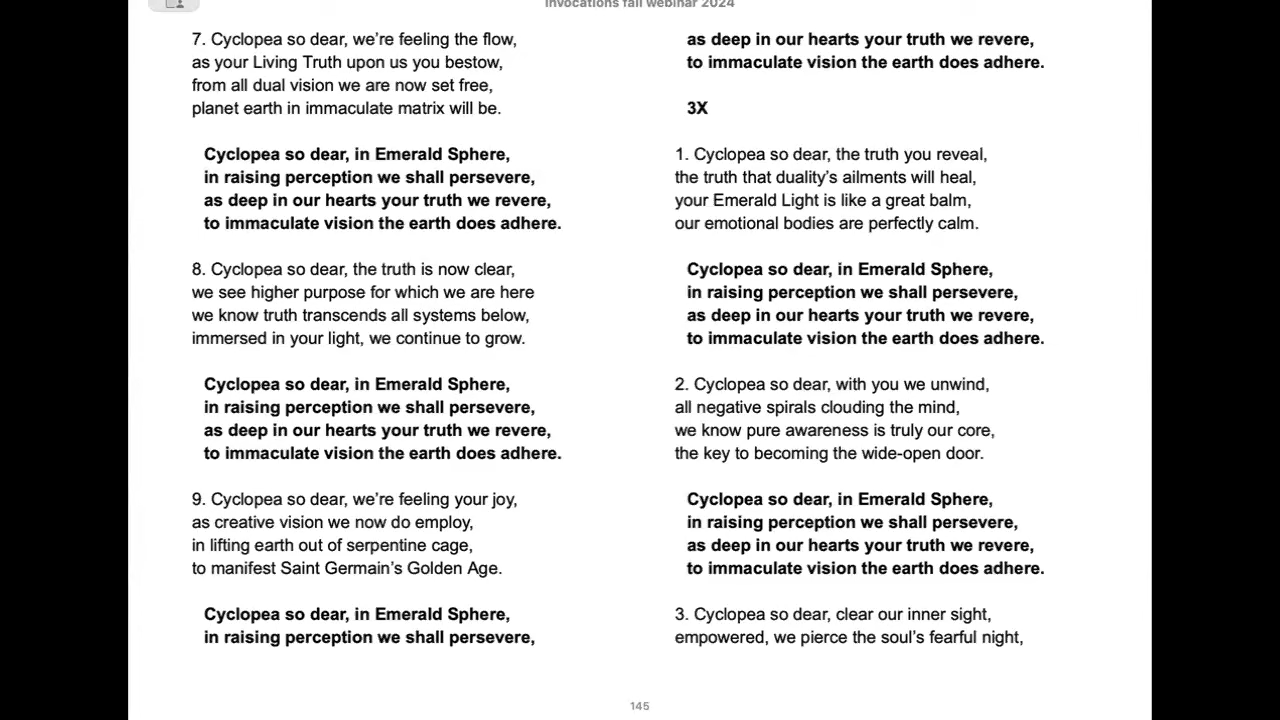 Invocations fall webinar 2024
7. Cyclopea so dear, we’re feeling the flow,
as your Living Truth upon us you bestow,
from all dual vision we are now set free,
planet earth in immaculate matrix will be.
Cyclopea so dear, in Emerald Sphere,
in raising perception we shall persevere,
as deep in our hearts your truth we revere,
to immaculate vision the earth does adhere.
8. Cyclopea so dear, the truth is now clear,
we see higher purpose for which we are here
we know truth transcends all systems below,
immersed in your light, we continue to grow.
Cyclopea so dear, in Emerald Sphere,
in raising perception we shall persevere,
as deep in our hearts your truth we revere,
to immaculate vision the earth does adhere.
9. Cyclopea so dear, we’re feeling your joy,
as creative vision we now do employ,
in lifting earth out of serpentine cage,
to manifest Saint Germain’s Golden Age.
Cyclopea so dear, in Emerald Sphere,
in raising perception we shall persevere,
as deep in our hearts your truth we revere,
to immaculate vision the earth does adhere.
3X
1. Cyclopea so dear, the truth you reveal,
the truth that duality’s ailments will heal,
your Emerald Light is like a great balm,
our emotional bodies are perfectly calm.
Cyclopea so dear, in Emerald Sphere,
in raising perception we shall persevere,
as deep in our hearts your truth we revere,
to immaculate vision the earth does adhere.
2. Cyclopea so dear, with you we unwind,
all negative spirals clouding the mind,
we know pure awareness is truly our core,
the key to becoming the wide-open door.
Cyclopea so dear, in Emerald Sphere,
in raising perception we shall persevere,
as deep in our hearts your truth we revere,
to immaculate vision the earth does adhere.
3. Cyclopea so dear, clear our inner sight,
empowered, we pierce the soul’s fearful night,
145